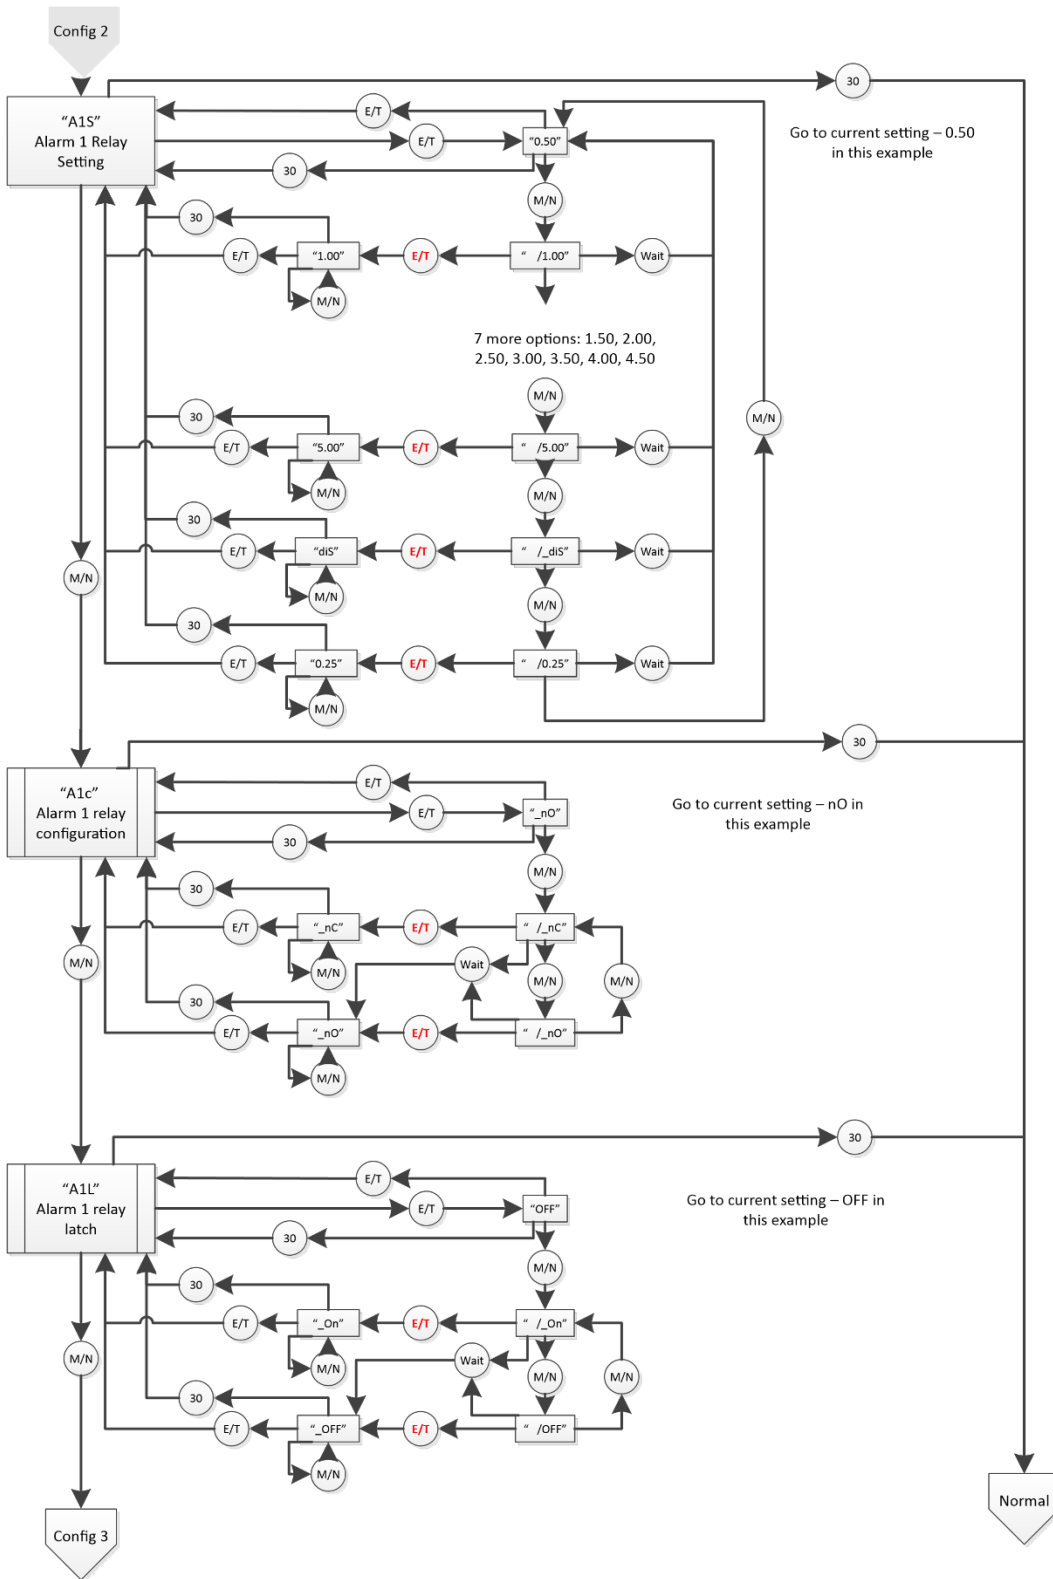 Config 2
30
“A1S”
Alarm 1 Relay
Setting
E/T
E/T
“0.50”
30
Go to current setting – 0.50
in this example
M/N
30
E/T
“1.00”
E/T
“ /1.00”
Wait
M/N
7 more options: 1.50, 2.00,
2.50, 3.00, 3.50, 4.00, 4.50
M/N
30
M/N
E/T
“5.00”
E/T
“ /5.00”
Wait
M/N
M/N
30
E/T
“diS”
E/T
“ /_diS”
Wait
M/N
M/N
M/N
30
E/T
“0.25”
E/T
“ /0.25”
Wait
M/N
30
“A1c”
Alarm 1 relay
configuration
E/T
E/T
“_nO”
30
Go to current setting – nO in
this example
M/N
30
E/T
“_nC”
E/T
“ /_nC”
M/N
M/N
Wait
M/N
M/N
30
E/T
“_nO”
E/T
“ /_nO”
M/N
30
“A1L”
Alarm 1 relay
latch
E/T
E/T
“OFF”
30
Go to current setting – OFF in
this example
M/N
30
E/T
“_On”
E/T
“ /_On”
M/N
M/N
Wait
M/N
M/N
30
E/T
“_OFF”
E/T
“ /OFF”
M/N
Normal
Config 3